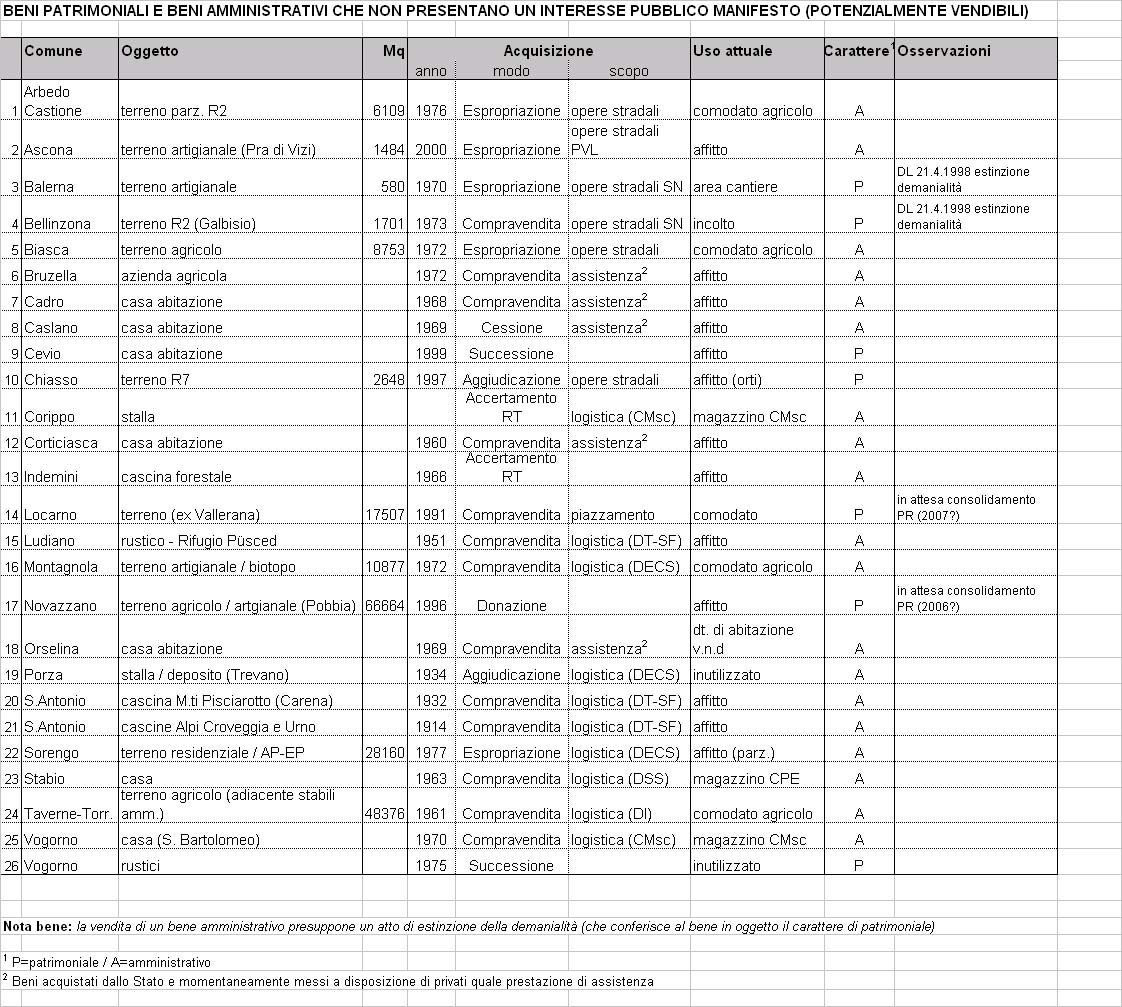 BENI PATRIMONIALI E BENI AMMINISTRATIVI CHE NON PRESENTANO UN INTERESSE PUBBLICO MANIFESTO (POTENZIALMENTE VENDIBILI)
Comune Oggetto Mq Acquisizione Uso attuale Carattere¹ Osservazioni
anno modo scopo
Arbedo
1 Castione terreno parz. R2 6109 1976 Espropriazione opere stradali comodato agricolo A
opere stradali
2 Ascona terreno artigianale (Pra di Vizi) 1484 2000 Espropriazione PVL affitto A
DL 21.4.1998 estinzione
3 Balerna terreno artigianale 580 1970 Espropriazione opere stradali SN area cantiere P demanialità
DL 21.4.1998 estinzione
4 Bellinzona terreno R2 (Galbisio) 1701 1973 Compravendita opere stradali SN incolto P demanialità
5 Biasca terreno agricolo 8753 1972 Espropriazione opere stradali comodato agricolo A
6 Bruzella azienda agricola 1972 Compravendita assistenza² affitto A
7 Cadro casa abitazione 1968 Compravendita assistenza² affitto A
8 Caslano casa abitazione 1969 Cessione assistenza² affitto A
9 Cevio casa abitazione 1999 Successione affitto P
10 Chiasso terreno R7 2648 1997 Aggiudicazione opere stradali affitto (orti) P
Accertamento
11 Corippo stalla RT logistica (CMsc) magazzino CMsc A
12 Corticiasca casa abitazione 1960 Compravendita assistenza² affitto A
Accertamento
13 Indemini cascina forestale 1966 RT affitto A
in attesa consolidamento
14 Locarno terreno (ex Vallerana) 17507 1991 Compravendita piazzamento comodato P PR (2007?)
15 Ludiano rustico - Rifugio Püsced 1951 Compravendita logistica (DT-SF) affitto A
16 Montagnola terreno artigianale / biotopo 10877 1972 Compravendita logistica (DECS) comodato agricolo A
in attesa consolidamento
17 Novazzano terreno agricolo / artgianale (Pobbia) 66664 1996 Donazione affitto P PR (2006?)
dt. di abitazione
18 Orselina casa abitazione 1969 Compravendita assistenza² v.n.d A
19 Porza stalla / deposito (Trevano) 1934 Aggiudicazione logistica (DECS) inutilizzato A
20 S.Antonio cascina M.ti Pisciarotto (Carena) 1932 Compravendita logistica (DT-SF) affitto A
21 S.Antonio cascine Alpi Croveggia e Urno 1914 Compravendita logistica (DT-SF) affitto A
22 Sorengo terreno residenziale / AP-EP 28160 1977 Espropriazione logistica (DECS) affitto (parz.) A
23 Stabio casa 1963 Compravendita logistica (DSS) magazzino CPE A
terreno agricolo (adiacente stabili
24 Taverne-Torr. amm.) 48376 1961 Compravendita logistica (DI) comodato agricolo A
25 Vogorno casa (S. Bartolomeo) 1970 Compravendita logistica (CMsc) magazzino CMsc A
26 Vogorno rustici 1975 Successione inutilizzato P
Nota bene: la vendita di un bene amministrativo presuppone un atto di estinzione della demanialità (che conferisce al bene in oggetto il carattere di patrimoniale)
¹ P=patrimoniale / A=amministrativo
² Beni acquistati dallo Stato e momentaneamente messi a disposizione di privati quale prestazione di assistenza